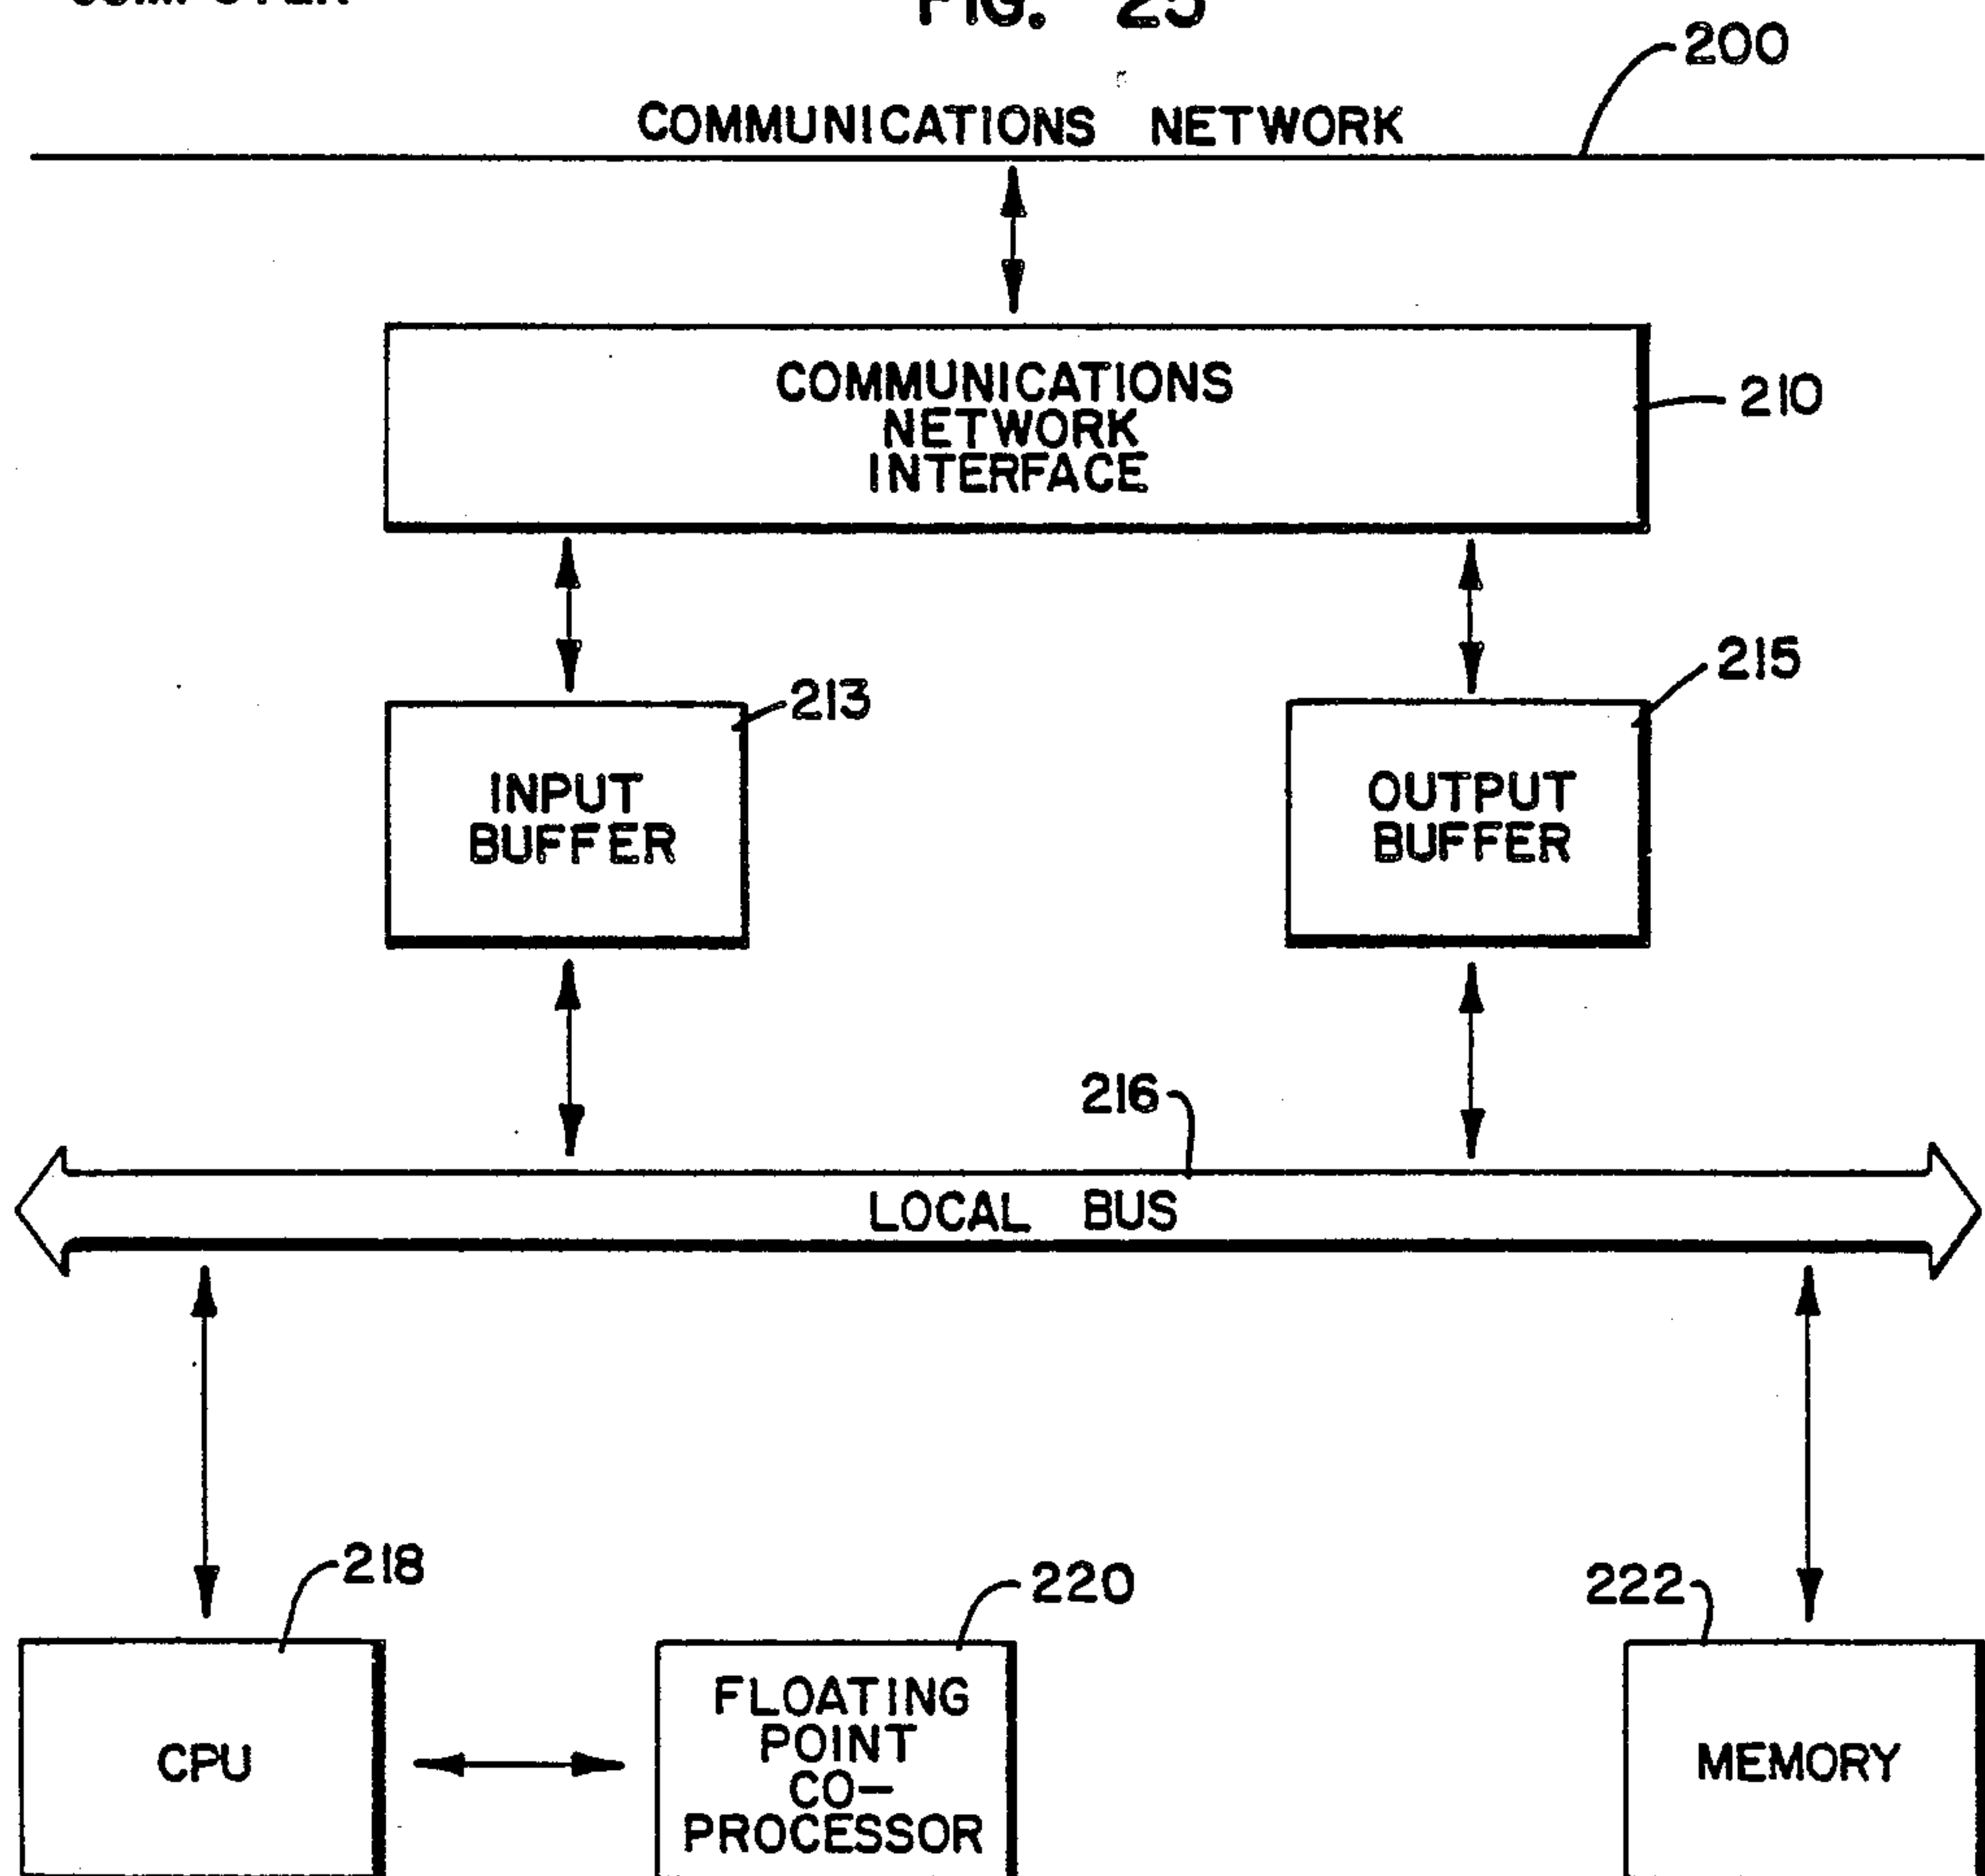 COMPUTER
FIG. 25
200
COMMUNICATIONS NETWORK
COMMUNICATIONS
NETWORK
INTERFACE
210
213
215
INPUT
BUFFER
OUTPUT
BUFFER
216
LOCAL BUS
218
220
222
CPU
FLOATING
POINT
CO-
PROCESSOR
MEMORY